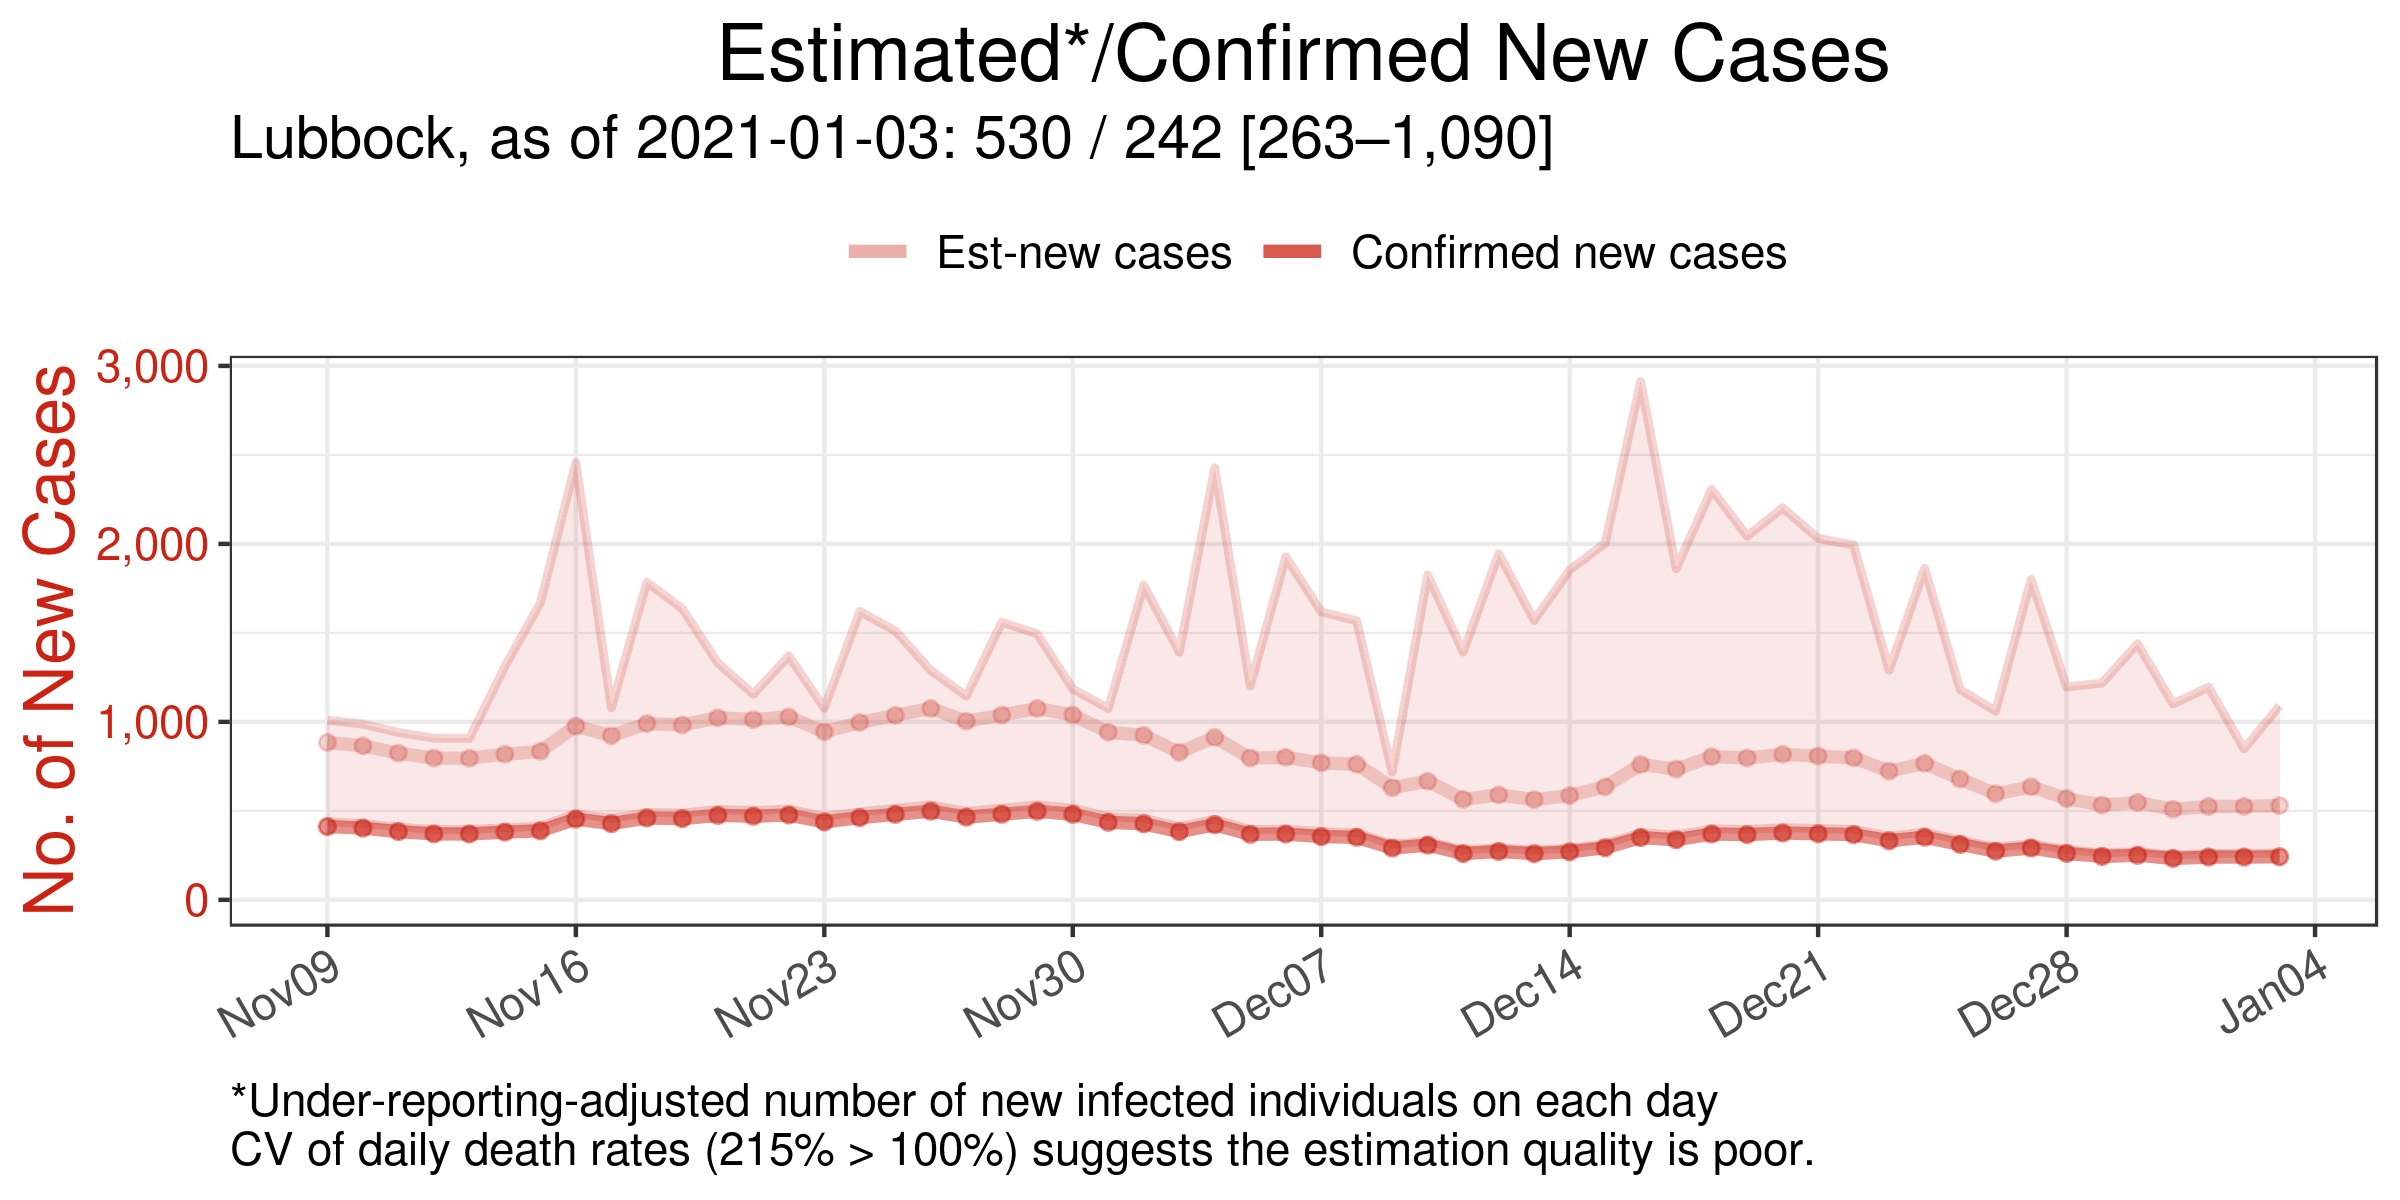 Estimated*/Confirmed New Cases
Lubbock, as of 2021-01-03: 530 / 242 [263–1,090]
Est-new cases Confirmed new cases
No. of New Cases
3,000
2,000
1,000
0
Nov09 Nov16 Nov23 Nov30 Dec07 Dec14 Dec21 Dec28 Jan04
*Under-reporting-adjusted number of new infected individuals on each day
CV of daily death rates (215% > 100%) suggests the estimation quality is poor.